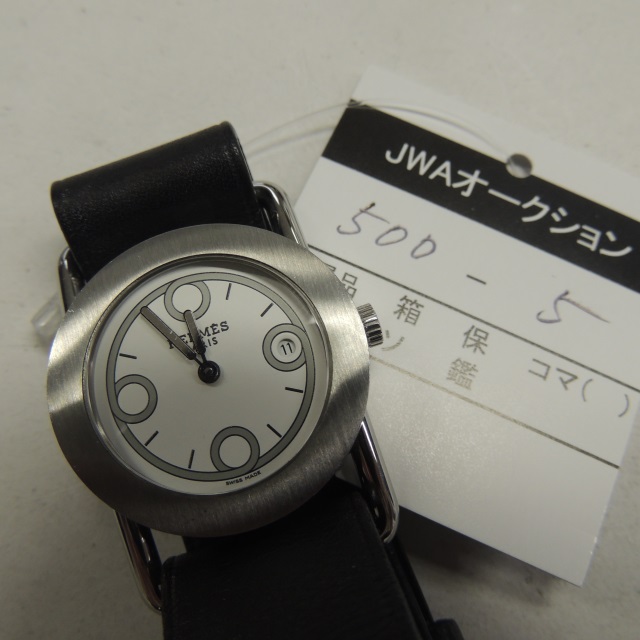 JWAオークション
500 - 5
箱 保 コマ( )
鑑
HERMÈS
PARIS
11
SWISS MADE